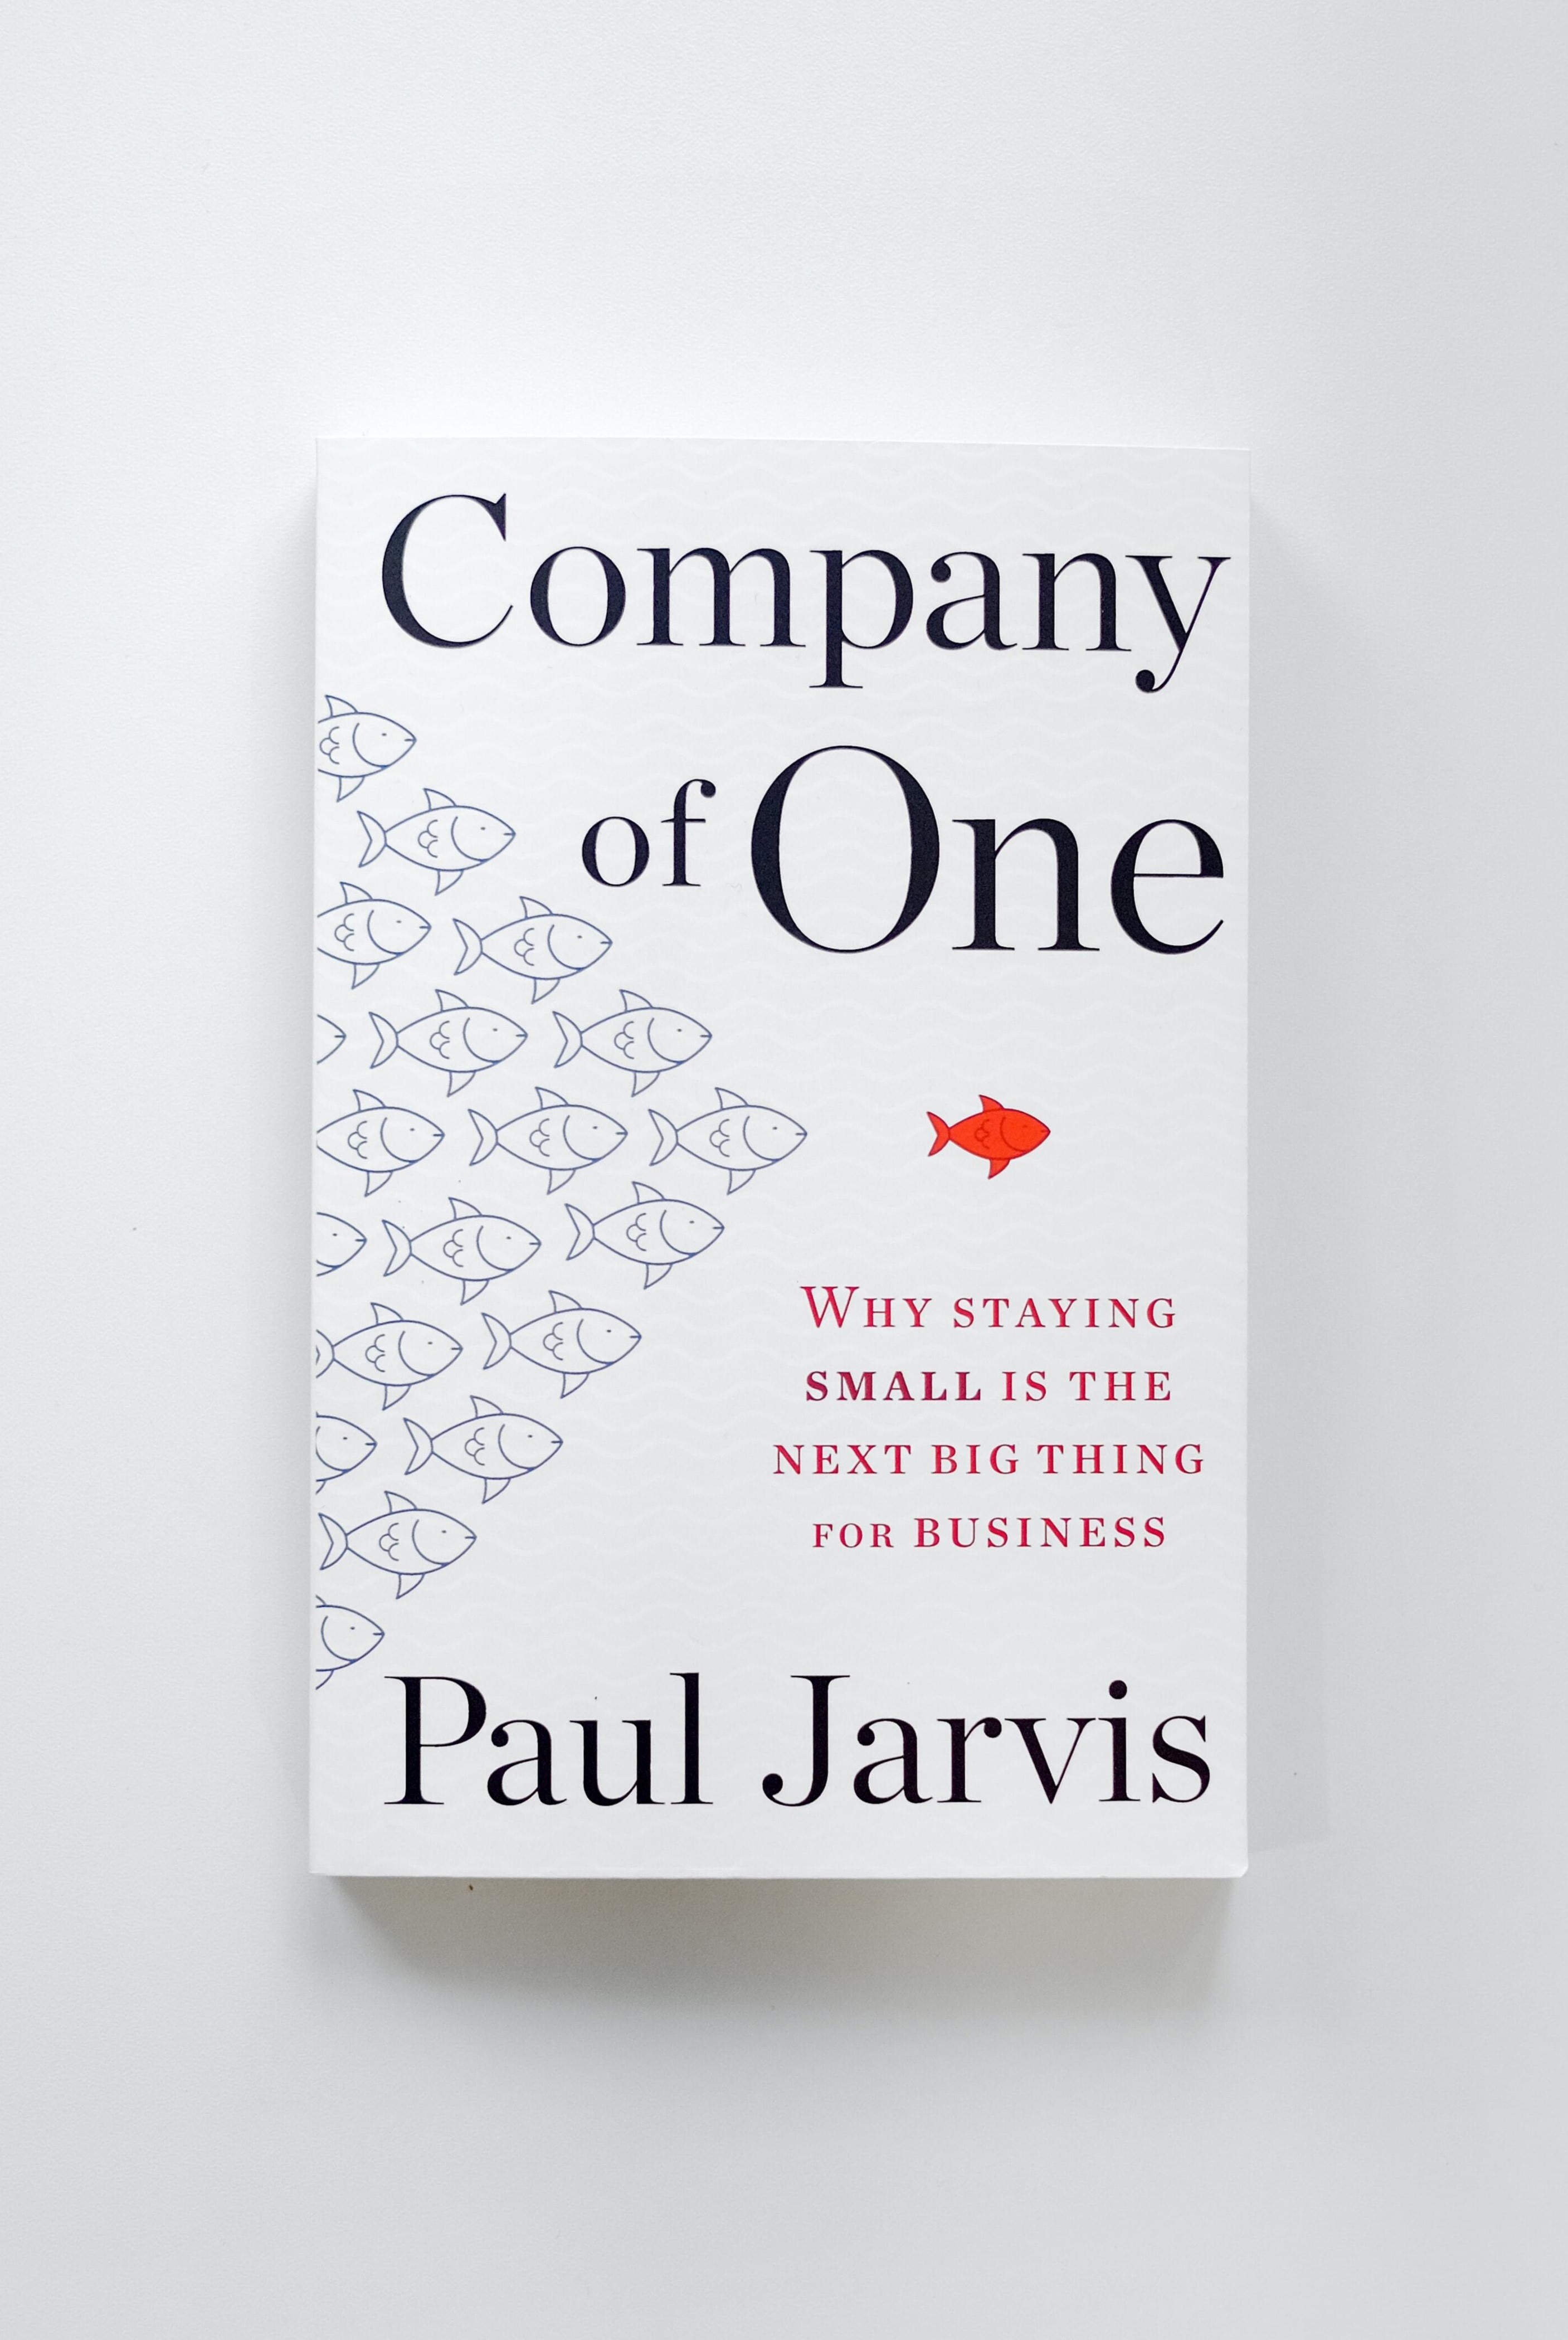 Company
of One
WHY STAYING
SMALL IS THE
NEXT BIG THING
FOR BUSINESS
Paul Jarvis